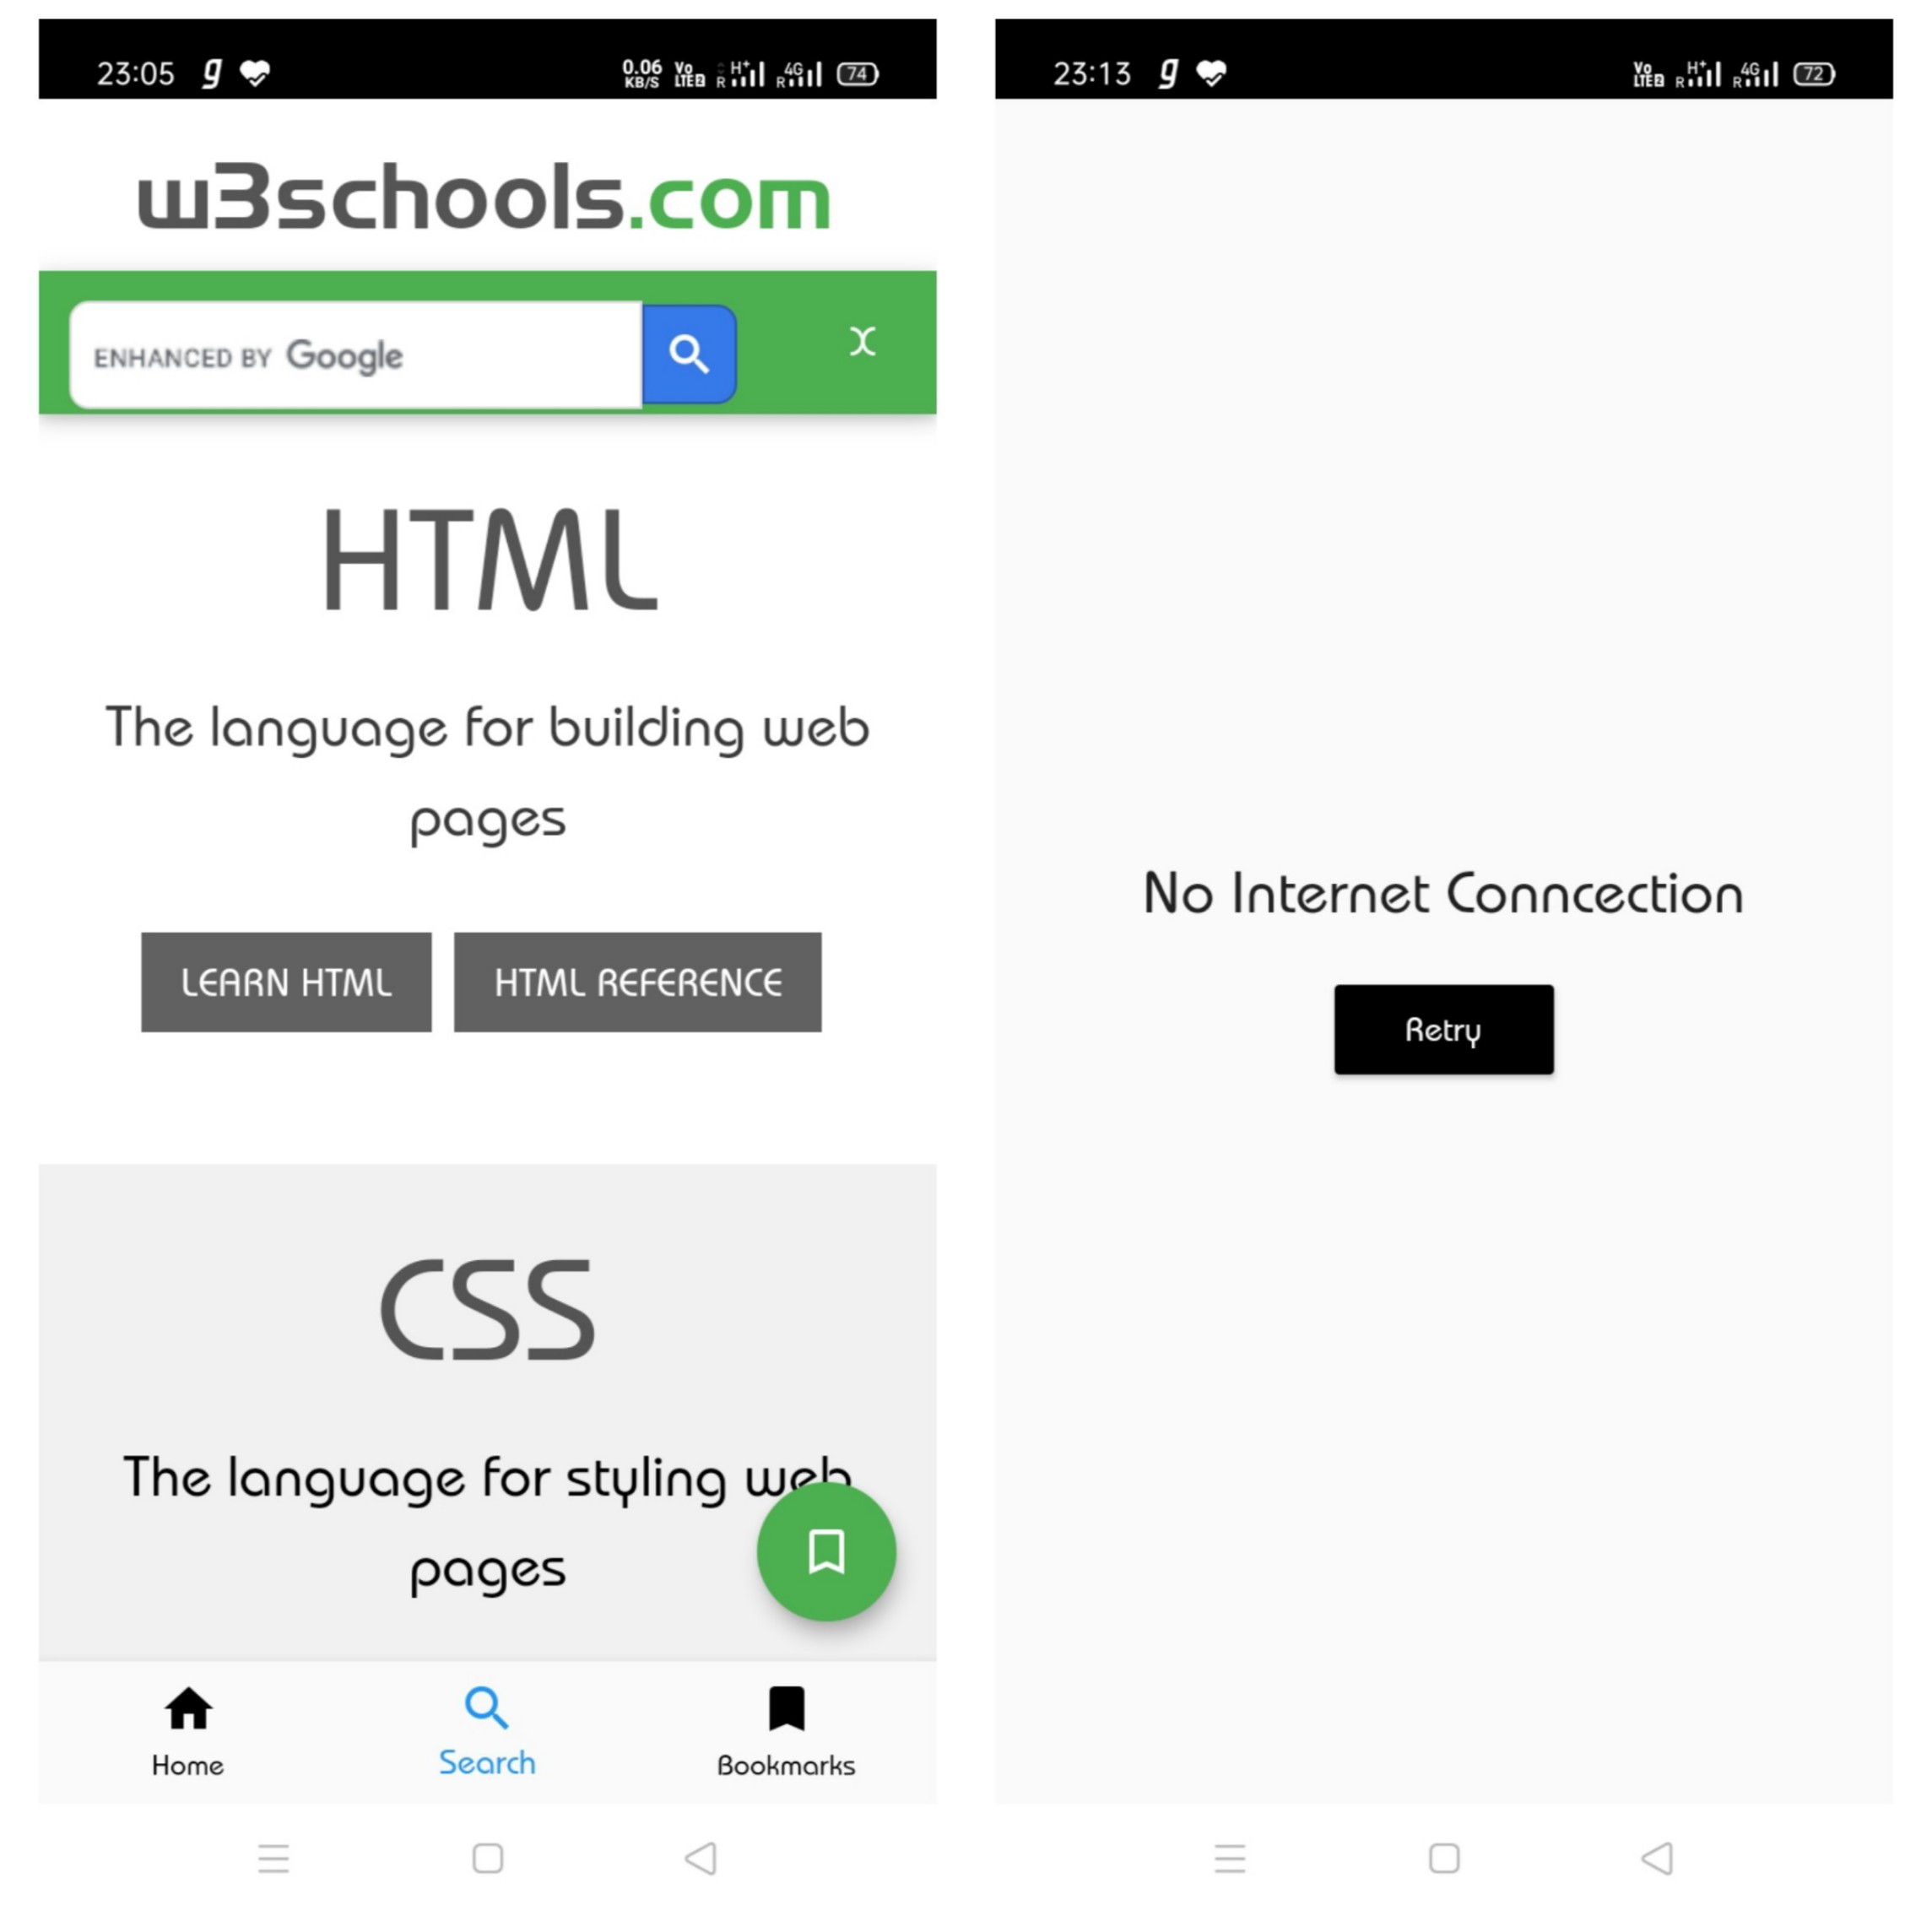 23:05 g 0.06 KB/S Vo LTE 2 R H+ R 4G 74
w3schools.com
ENHANCED BY Google
HTML
The language for building web
pages
LEARN HTML HTML REFERENCE
CSS
The language for styling web
pages
Home Search Bookmarks
23:13 g Vo LTE 2 R H+ R 4G 72
No Internet Conncection
Retry